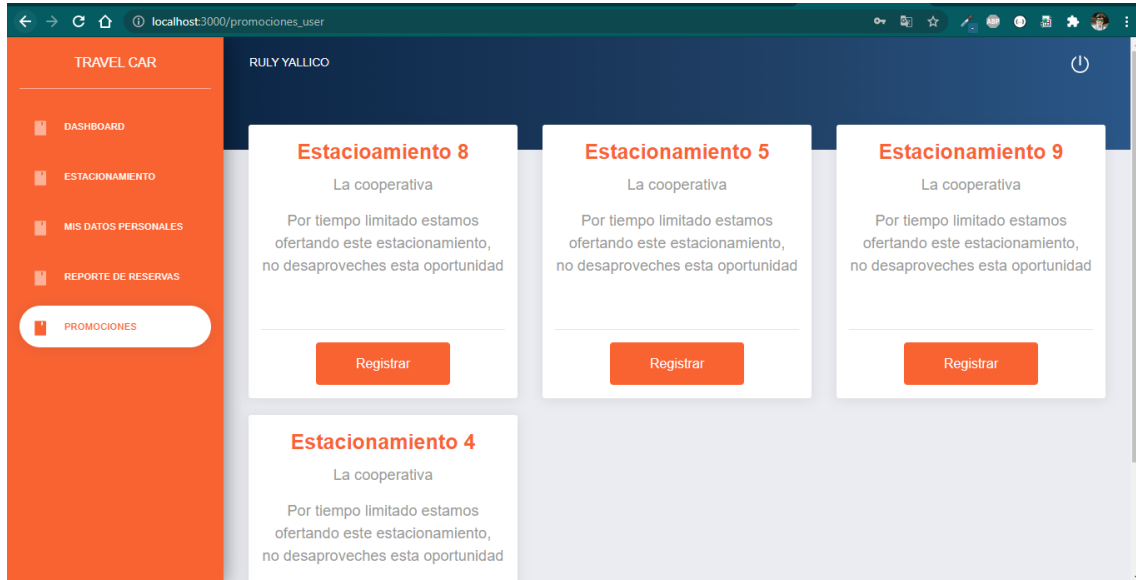 localhost:3000/promociones_user
TRAVEL CAR
DASHBOARD
ESTACIONAMIENTO
MIS DATOS PERSONALES
REPORTE DE RESERVAS
PROMOCIONES
RULY YALLICO
Estacioamiento 8
La cooperativa
Por tiempo limitado estamos
ofertando este estacionamiento,
no desaproveches esta oportunidad
Registrar
Estacionamiento 5
La cooperativa
Por tiempo limitado estamos
ofertando este estacionamiento,
no desaproveches esta oportunidad
Registrar
Estacionamiento 9
La cooperativa
Por tiempo limitado estamos
ofertando este estacionamiento,
no desaproveches esta oportunidad
Registrar
Estacionamiento 4
La cooperativa
Por tiempo limitado estamos
ofertando este estacionamiento,
no desaproveches esta oportunidad